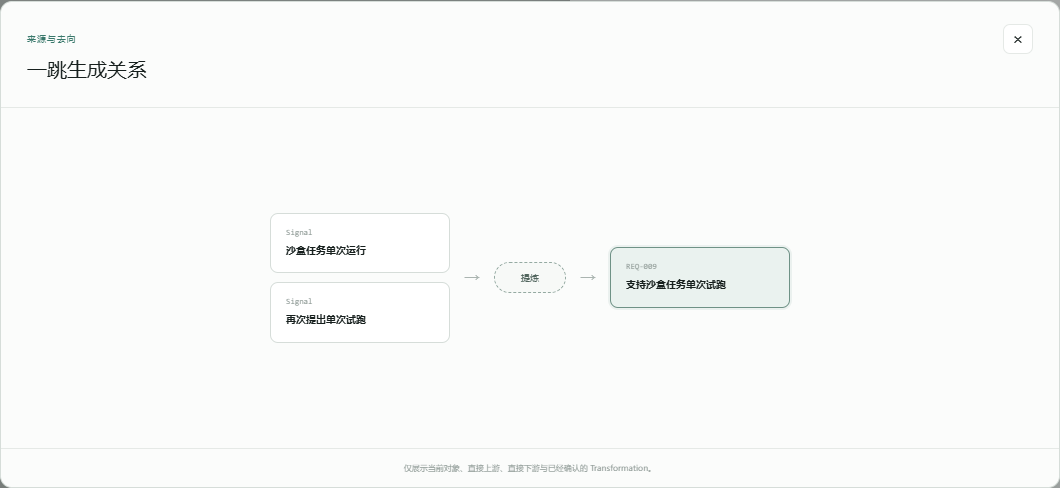 来源与去向
一跳生成关系
Signal
沙盒任务单次运行
Signal
再次提出单次试跑
提炼
REQ-009
支持沙盒任务单次试跑
仅展示当前对象、直接上游、直接下游与已经确认的 Transformation。